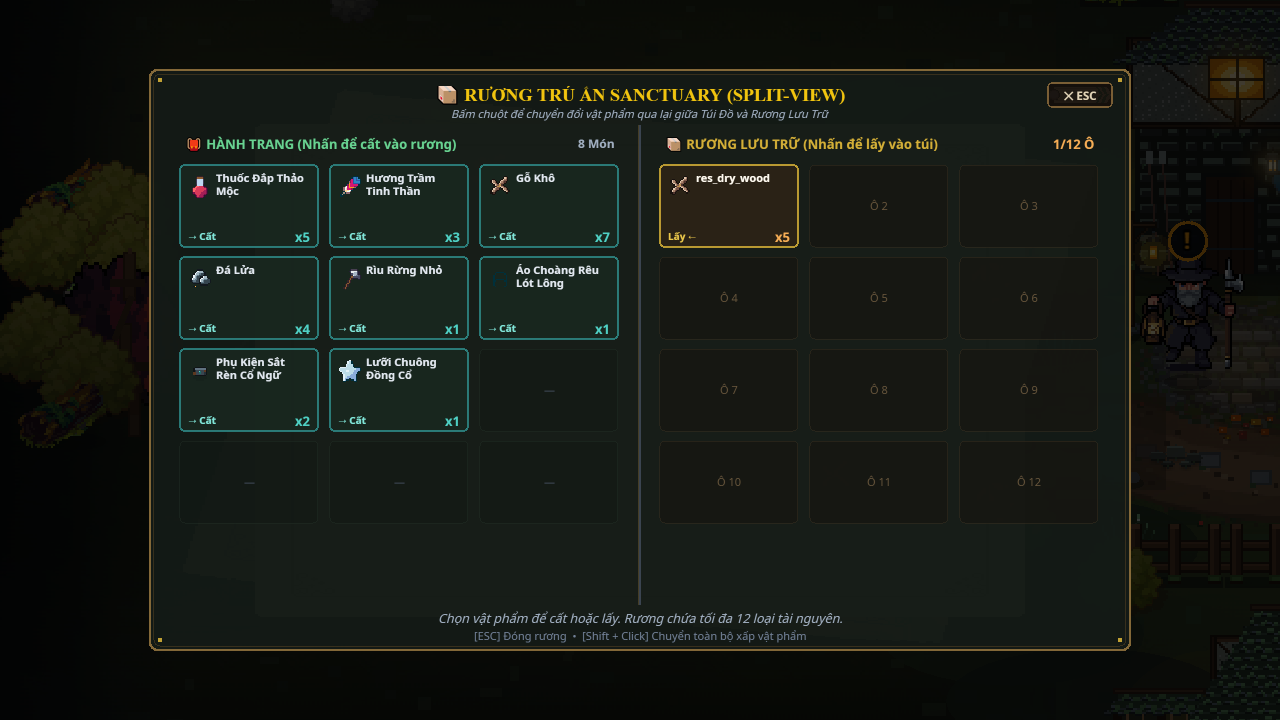 RƯƠNG TRÚ ẨN SANCTUARY (SPLIT-VIEW)
Bấm chuột để chuyển đổi vật phẩm qua lại giữa Túi Đồ và Rương Lưu Trữ
✕ ESC
HÀNH TRANG (Nhấn để cất vào rương)
8 Món
Thuốc Đắp Thảo
Mộc
→ Cất
x5
Hương Trầm
Tinh Thần
→ Cất
x3
Gỗ Khô
→ Cất
x7
Đá Lửa
→ Cất
x4
Rìu Rừng Nhỏ
→ Cất
x1
Áo Choàng Rêu
Lót Lông
→ Cất
x1
Phụ Kiện Sắt
Rèn Cổ Ngữ
→ Cất
x2
Lưỡi Chuông
Đồng Cổ
→ Cất
x1
—
—
—
—
RƯƠNG LƯU TRỮ (Nhấn để lấy vào túi)
1/12 Ô
res_dry_wood
Lấy ←
x5
Ô 2
Ô 3
Ô 4
Ô 5
Ô 6
Ô 7
Ô 8
Ô 9
Ô 10
Ô 11
Ô 12
Chọn vật phẩm để cất hoặc lấy. Rương chứa tối đa 12 loại tài nguyên.
[ESC] Đóng rương • [Shift + Click] Chuyển toàn bộ xấp vật phẩm
!